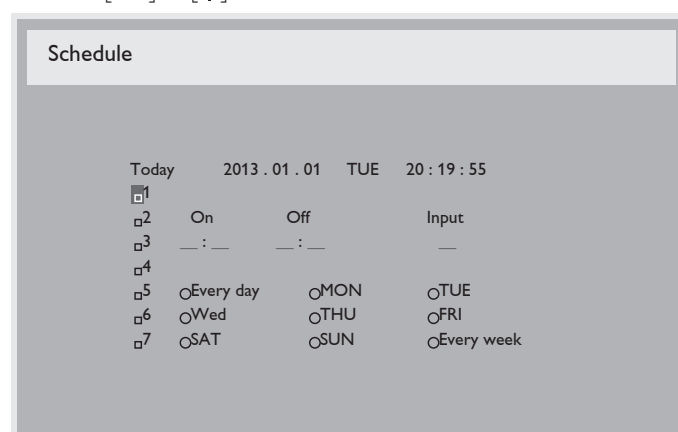 Schedule
Today 2013 . 01 . 01 TUE 20 : 19 : 55
1
2 On Off Input
3 __ : __ __ : __ __
4
5 Every day MON TUE
6 Wed THU FRI
7 SAT SUN Every week